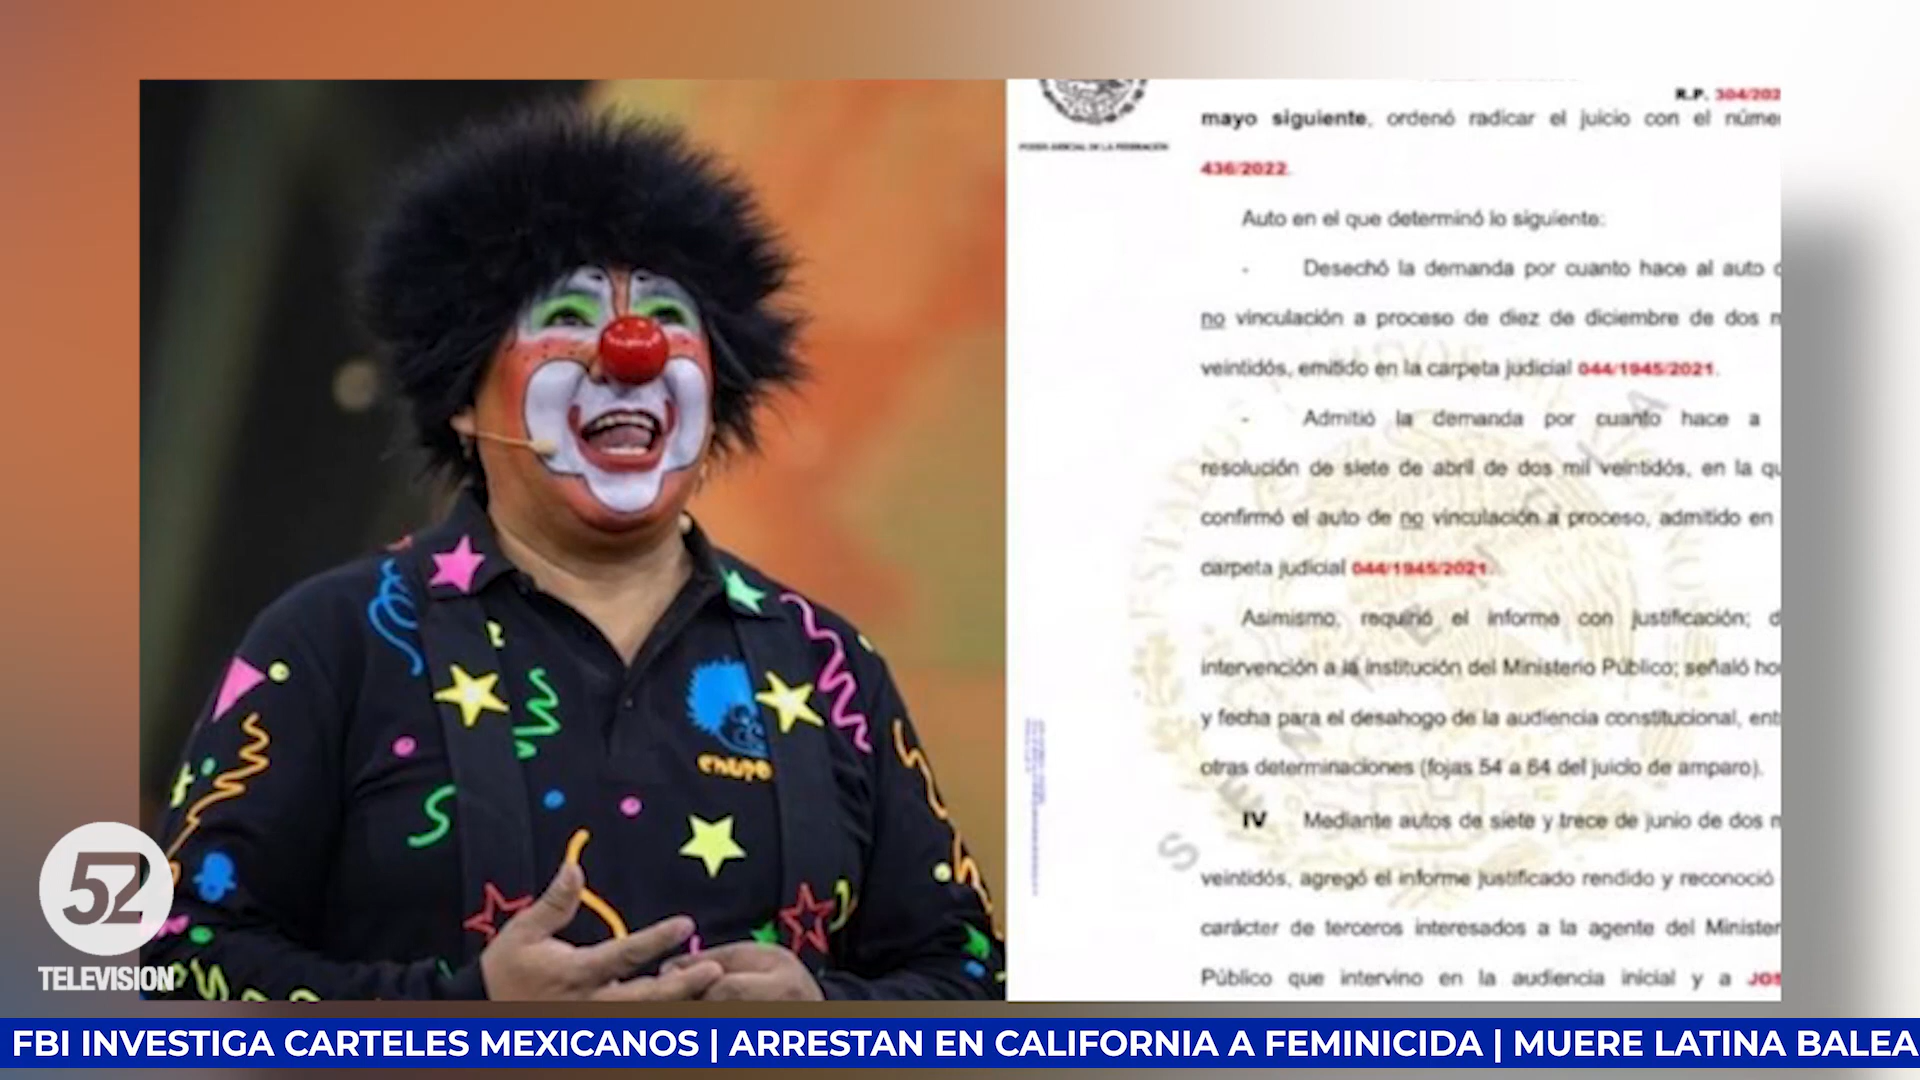 R.P. 304/202
mayo siguiente, ordenó radicar el juicio con el númer
PODER JUDICIAL DE LA FEDERACIÓN
436/2022.
Auto en el que determinó lo siguiente:
- Desechó la demanda por cuanto hace al auto d
no vinculación a proceso de diez de diciembre de dos m
veintidós, emitido en la carpeta judicial 044/1945/2021.
- Admitió la demanda por cuanto hace a
resolución de siete de abril de dos mil veintidós, en la qu
confirmó el auto de no vinculación a proceso, admitido en
carpeta judicial 044/1945/2021.
Asimismo, requirió el informe con justificación; d
intervención a la institución del Ministerio Público; señaló ho
y fecha para el desahogo de la audiencia constitucional, ent
otras determinaciones (fojas 54 a 64 del juicio de amparo).
IV Mediante autos de siete y trece de junio de dos m
veintidós, agregó el informe justificado rendido y reconoció
carácter de terceros interesados a la agente del Minister
Público que intervino en la audiencia inicial y a JOS
chupo
52
TELEVISION
FBI INVESTIGA CARTELES MEXICANOS | ARRESTAN EN CALIFORNIA A FEMINICIDA | MUERE LATINA BALEA